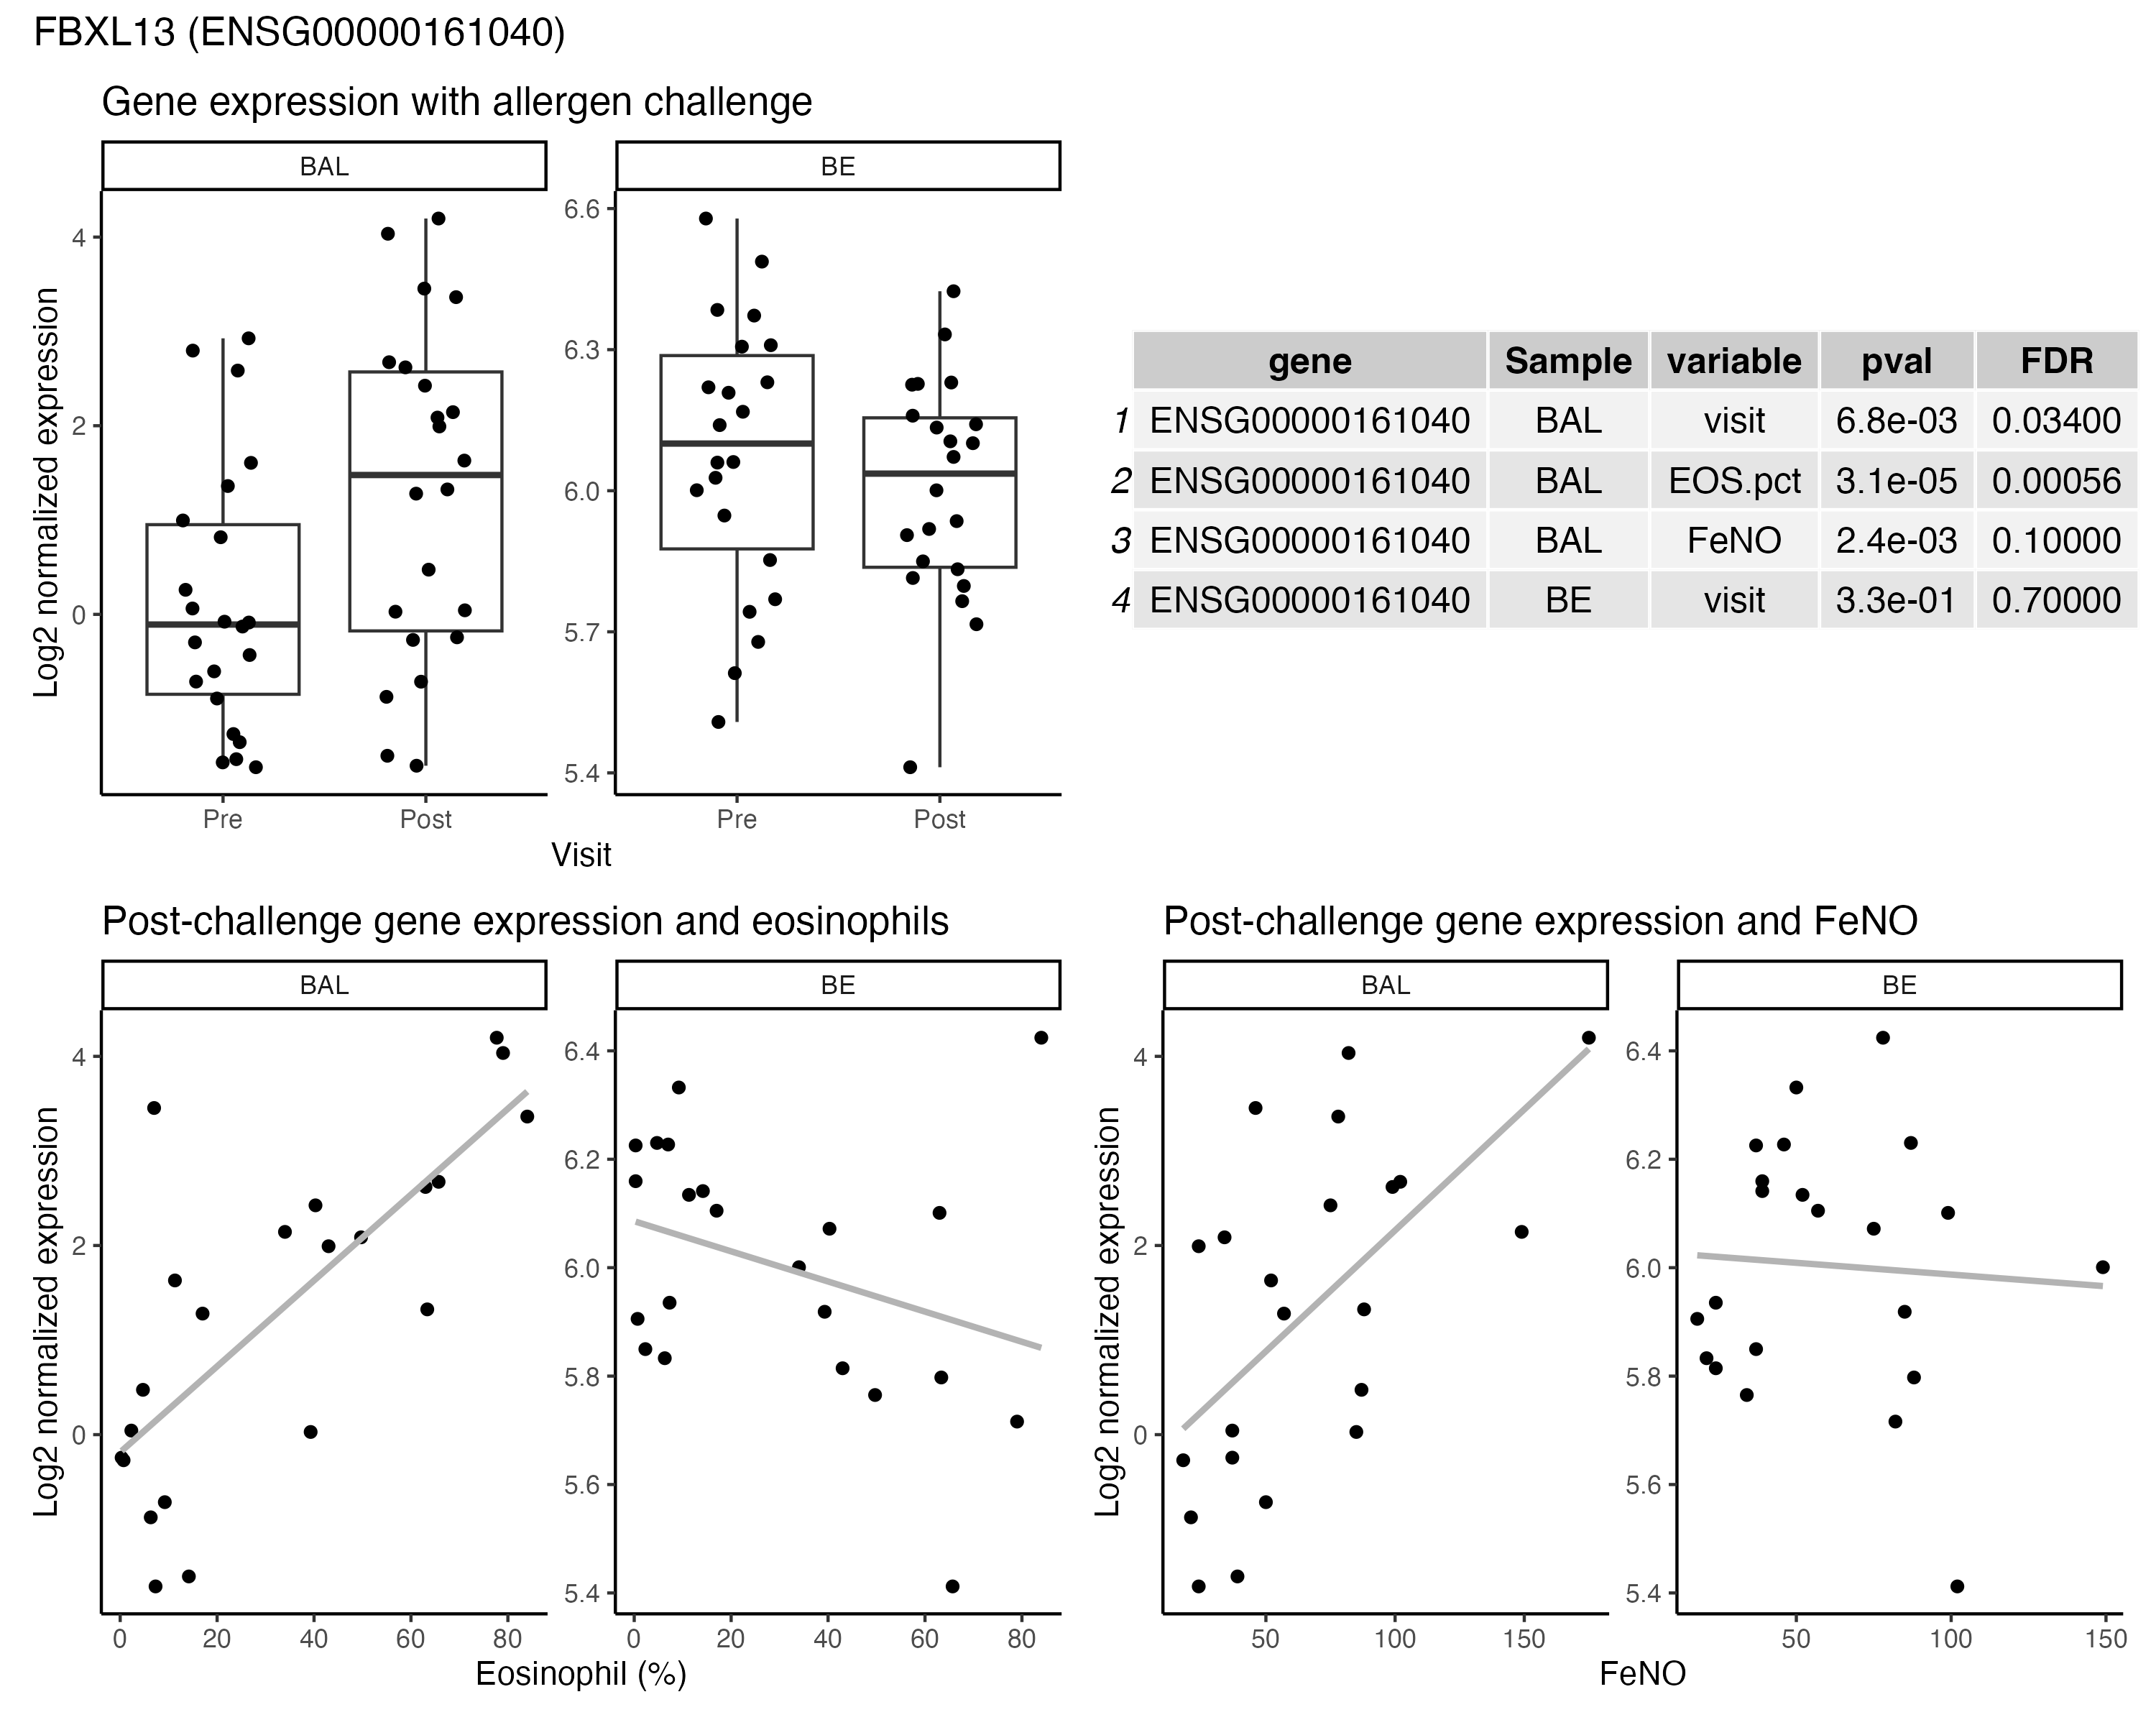 FBXL13 (ENSG00000161040)
Gene expression with allergen challenge
BAL BE
Log2 normalized expression
4
2
0
6.6
6.3
6.0
5.7
5.4
Pre Post Pre Post
Visit
gene Sample variable pval FDR
1 ENSG00000161040 BAL visit 6.8e-03 0.03400
2 ENSG00000161040 BAL EOS.pct 3.1e-05 0.00056
3 ENSG00000161040 BAL FeNO 2.4e-03 0.10000
4 ENSG00000161040 BE visit 3.3e-01 0.70000
Post-challenge gene expression and eosinophils
BAL BE
Log2 normalized expression
4
2
0
6.4
6.2
6.0
5.8
5.6
5.4
0 20 40 60 80 0 20 40 60 80
Eosinophil (%)
Post-challenge gene expression and FeNO
BAL BE
Log2 normalized expression
4
2
0
6.4
6.2
6.0
5.8
5.6
5.4
50 100 150 50 100 150
FeNO